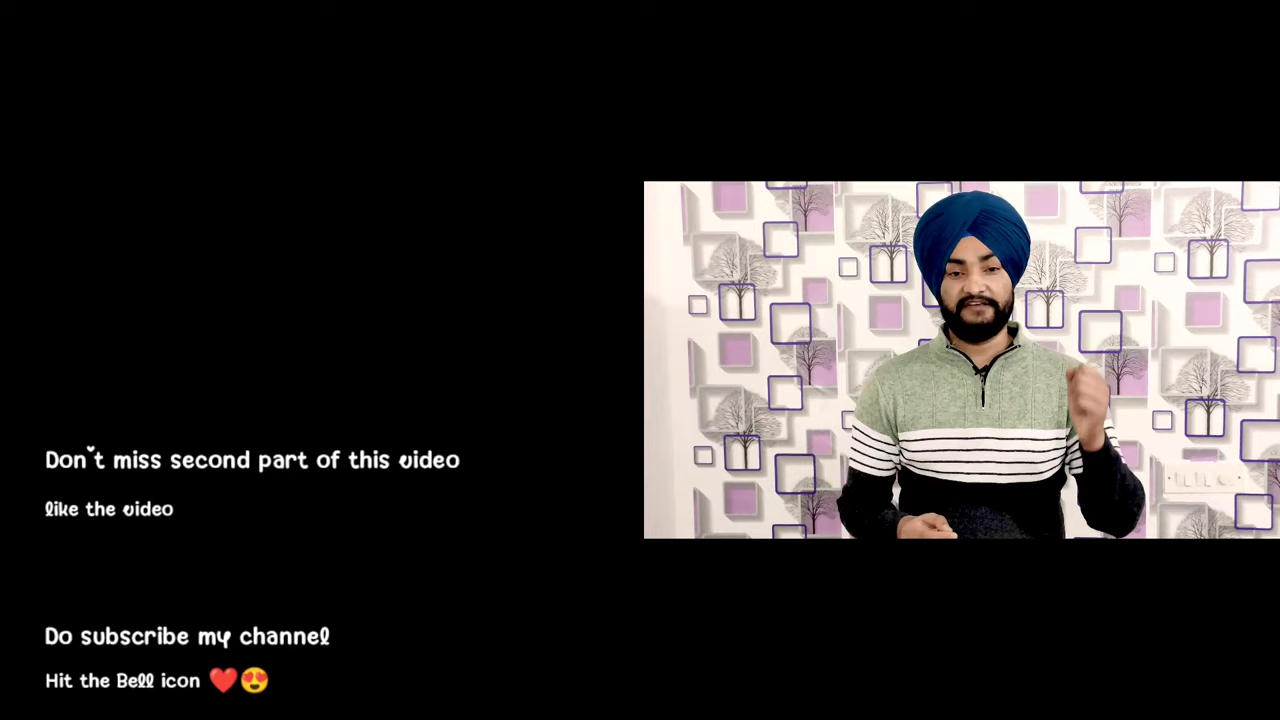 Don't miss second part of this video
like the video
Do subscribe my channel
Hit the Bell icon ❤️😍